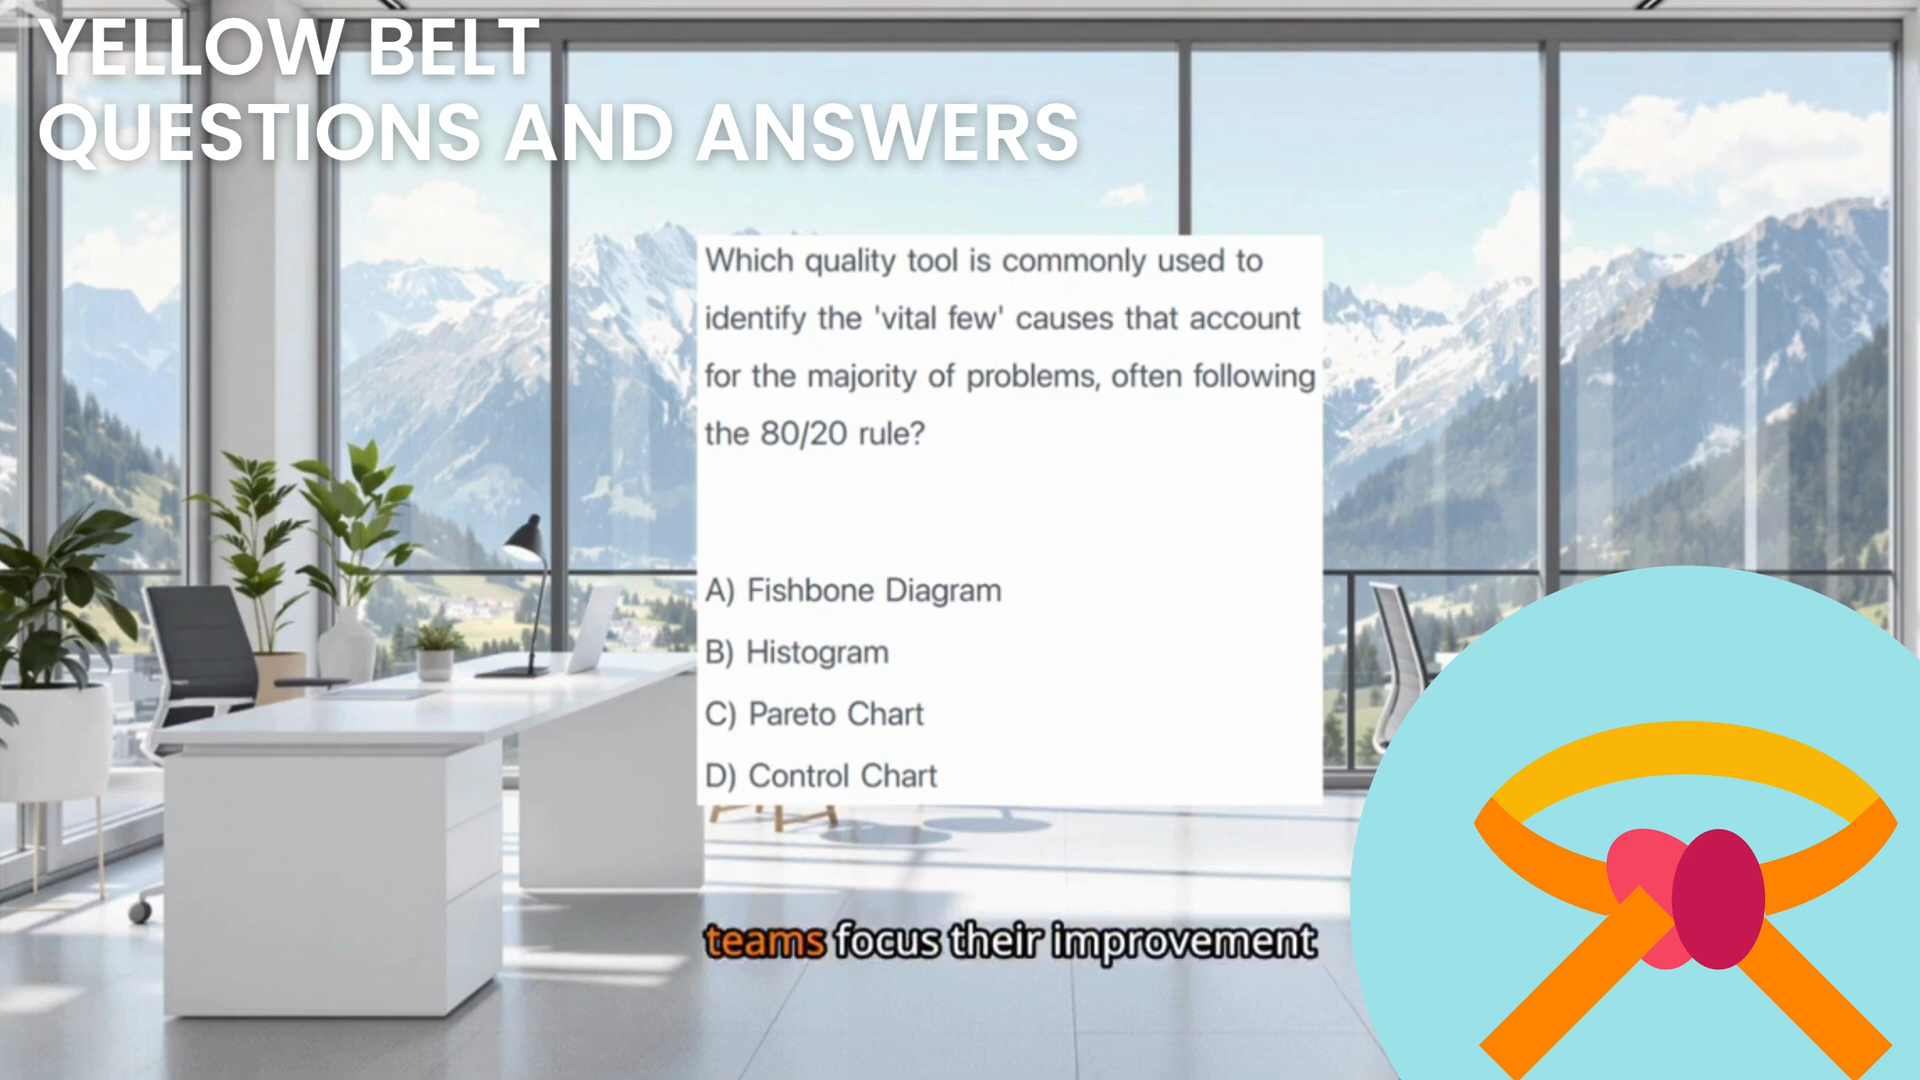 YELLOW BELT
QUESTIONS AND ANSWERS
Which quality tool is commonly used to
identify the 'vital few' causes that account
for the majority of problems, often following
the 80/20 rule?
A) Fishbone Diagram
B) Histogram
C) Pareto Chart
D) Control Chart
teams focus their improvement